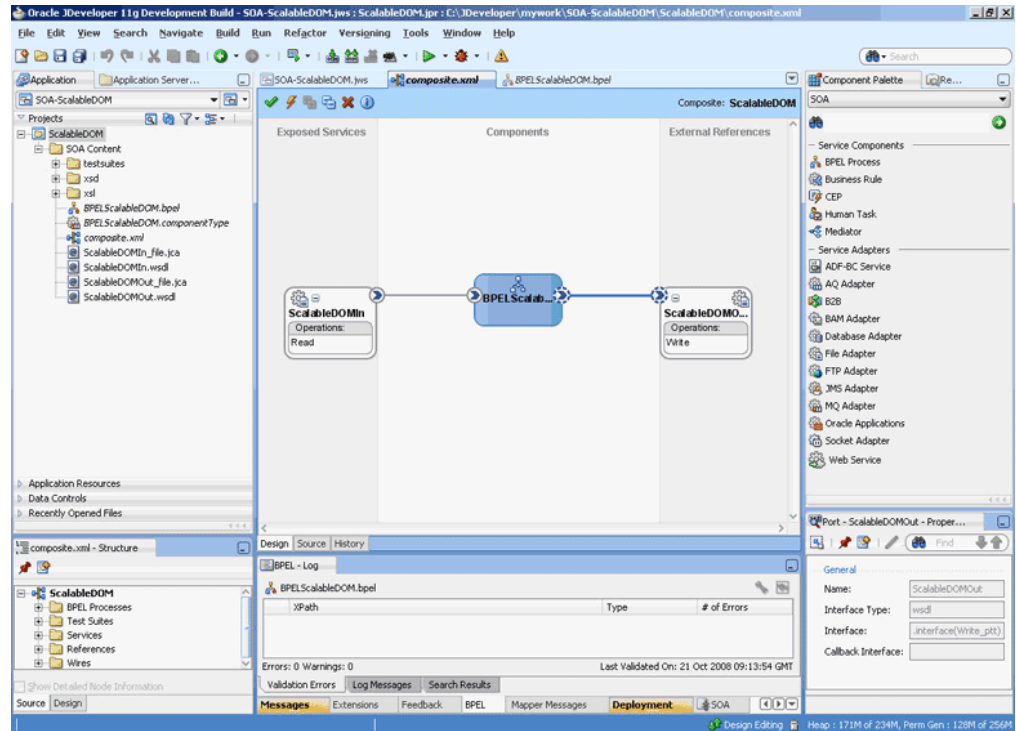 Oracle JDeveloper 11g Development Build - SOA-ScalableDOM.jws : ScalableDOM.jpr : C:\JDeveloper\mywork\SOA-ScalableDOM\ScalableDOM\composite.xml
File Edit View Search Navigate Build Run Refactor Versioning Tools Window Help
Search
Application
Application Server...
SOA-ScalableDOM
Projects
ScalableDOM
SOA Content
testsuites
xsd
xsl
BPELScalableDOM.bpel
BPELScalableDOM.componentType
composite.xml
ScalableDOMIn_file.jca
ScalableDOMIn.wsdl
ScalableDOMOut_file.jca
ScalableDOMOut.wsdl
Application Resources
Data Controls
Recently Opened Files
composite.xml - Structure
ScalableDOM
BPEL Processes
Test Suites
Services
References
Wires
Show Detailed Node Information
Source Design
SOA-ScalableDOM.jws
composite.xml
BPELScalableDOM.bpel
Composite: ScalableDOM
Exposed Services
Components
External References
ScalableDOMIn
Operations:
Read
BPELScalab...
ScalableDOMO...
Operations:
Write
Design Source History
BPEL - Log
BPELScalableDOM.bpel
XPath Type # of Errors
Errors: 0 Warnings: 0
Last Validated On: 21 Oct 2008 09:13:54 GMT
Validation Errors Log Messages Search Results
Messages Extensions Feedback BPEL Mapper Messages Deployment SOA
Component Palette
Re...
SOA
Service Components
BPEL Process
Business Rule
CEP
Human Task
Mediator
Service Adapters
ADF-BC Service
AQ Adapter
B2B
BAM Adapter
Database Adapter
File Adapter
FTP Adapter
JMS Adapter
MQ Adapter
Oracle Applications
Socket Adapter
Web Service
Port - ScalableDOMOut - Proper...
Find
General
Name: ScalableDOMOut
Interface Type: wsdl
Interface: .interface(Write_ptt)
Callback Interface:
Design Editing
Heap : 171M of 234M, Perm Gen : 128M of 256M